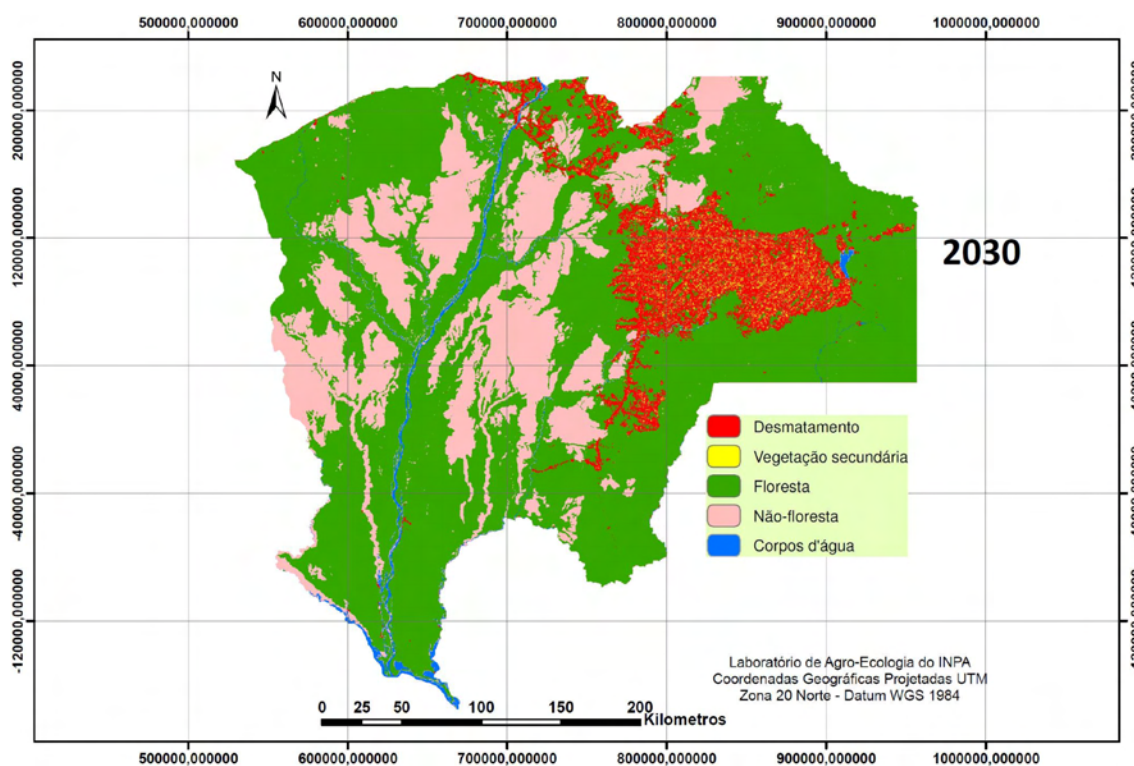 500000,000000 600000,000000 700000,000000 800000,000000 900000,000000 1000000,000000
200000,000000
120000,000000
40000,000000
-40000,000000
-120000,000000
N
2030
Desmatamento
Vegetação secundária
Floresta
Não-floresta
Corpos d'água
Laboratório de Agro-Ecologia do INPA
Coordenadas Geográficas Projetadas UTM
Zona 20 Norte - Datum WGS 1984
0 25 50 100 150 200
Kilometros
500000,000000 600000,000000 700000,000000 800000,000000 900000,000000 1000000,000000